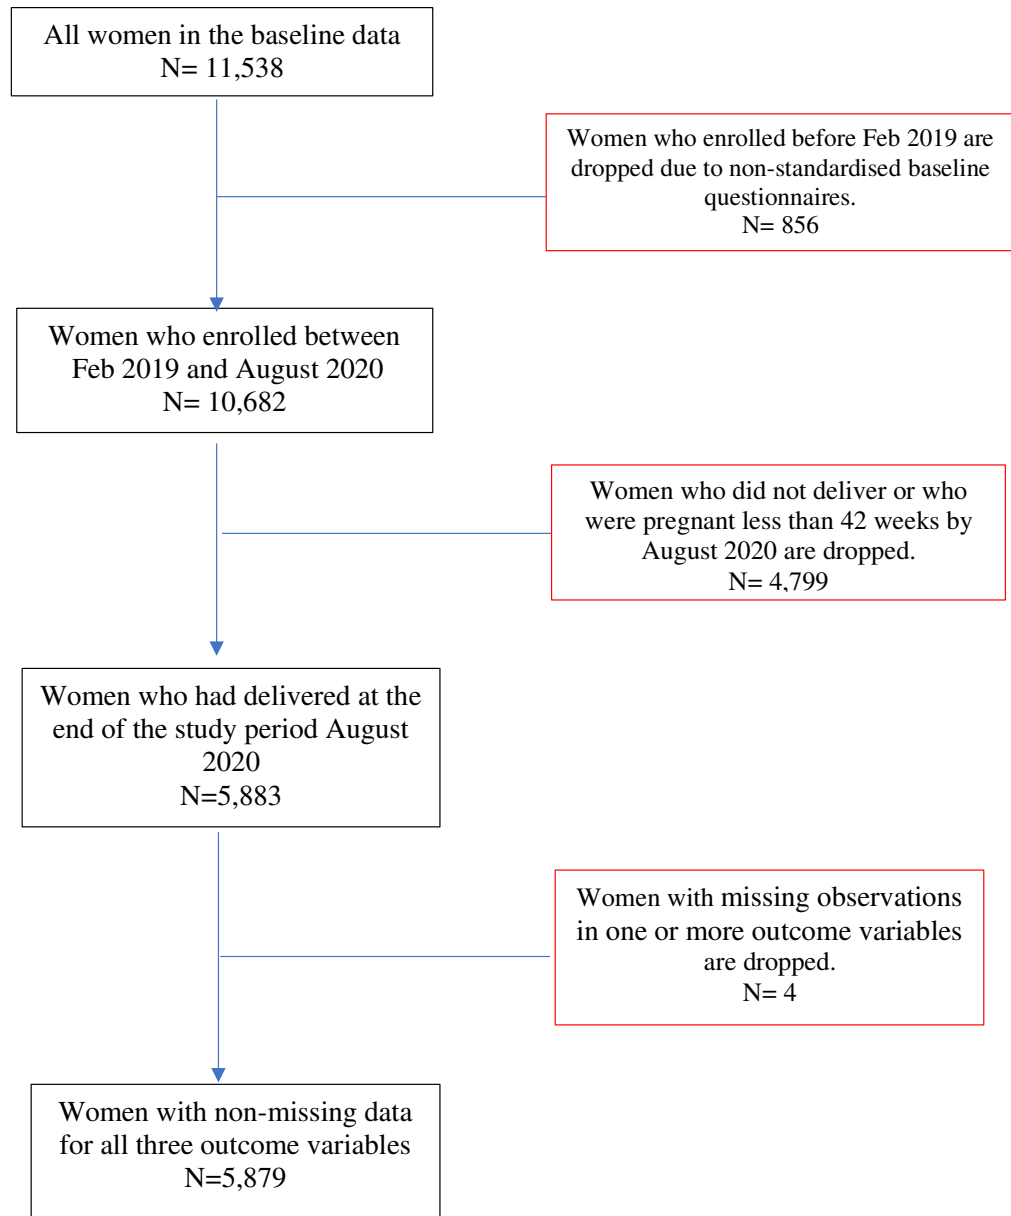 All women in the baseline data
N= 11,538
Women who enrolled before Feb 2019 are
dropped due to non-standardised baseline
questionnaires.
N= 856
Women who enrolled between
Feb 2019 and August 2020
N= 10,682
Women who did not deliver or who
were pregnant less than 42 weeks by
August 2020 are dropped.
N= 4,799
Women who had delivered at the
end of the study period August
2020
N=5,883
Women with missing observations
in one or more outcome variables
are dropped.
N= 4
Women with non-missing data
for all three outcome variables
N=5,879